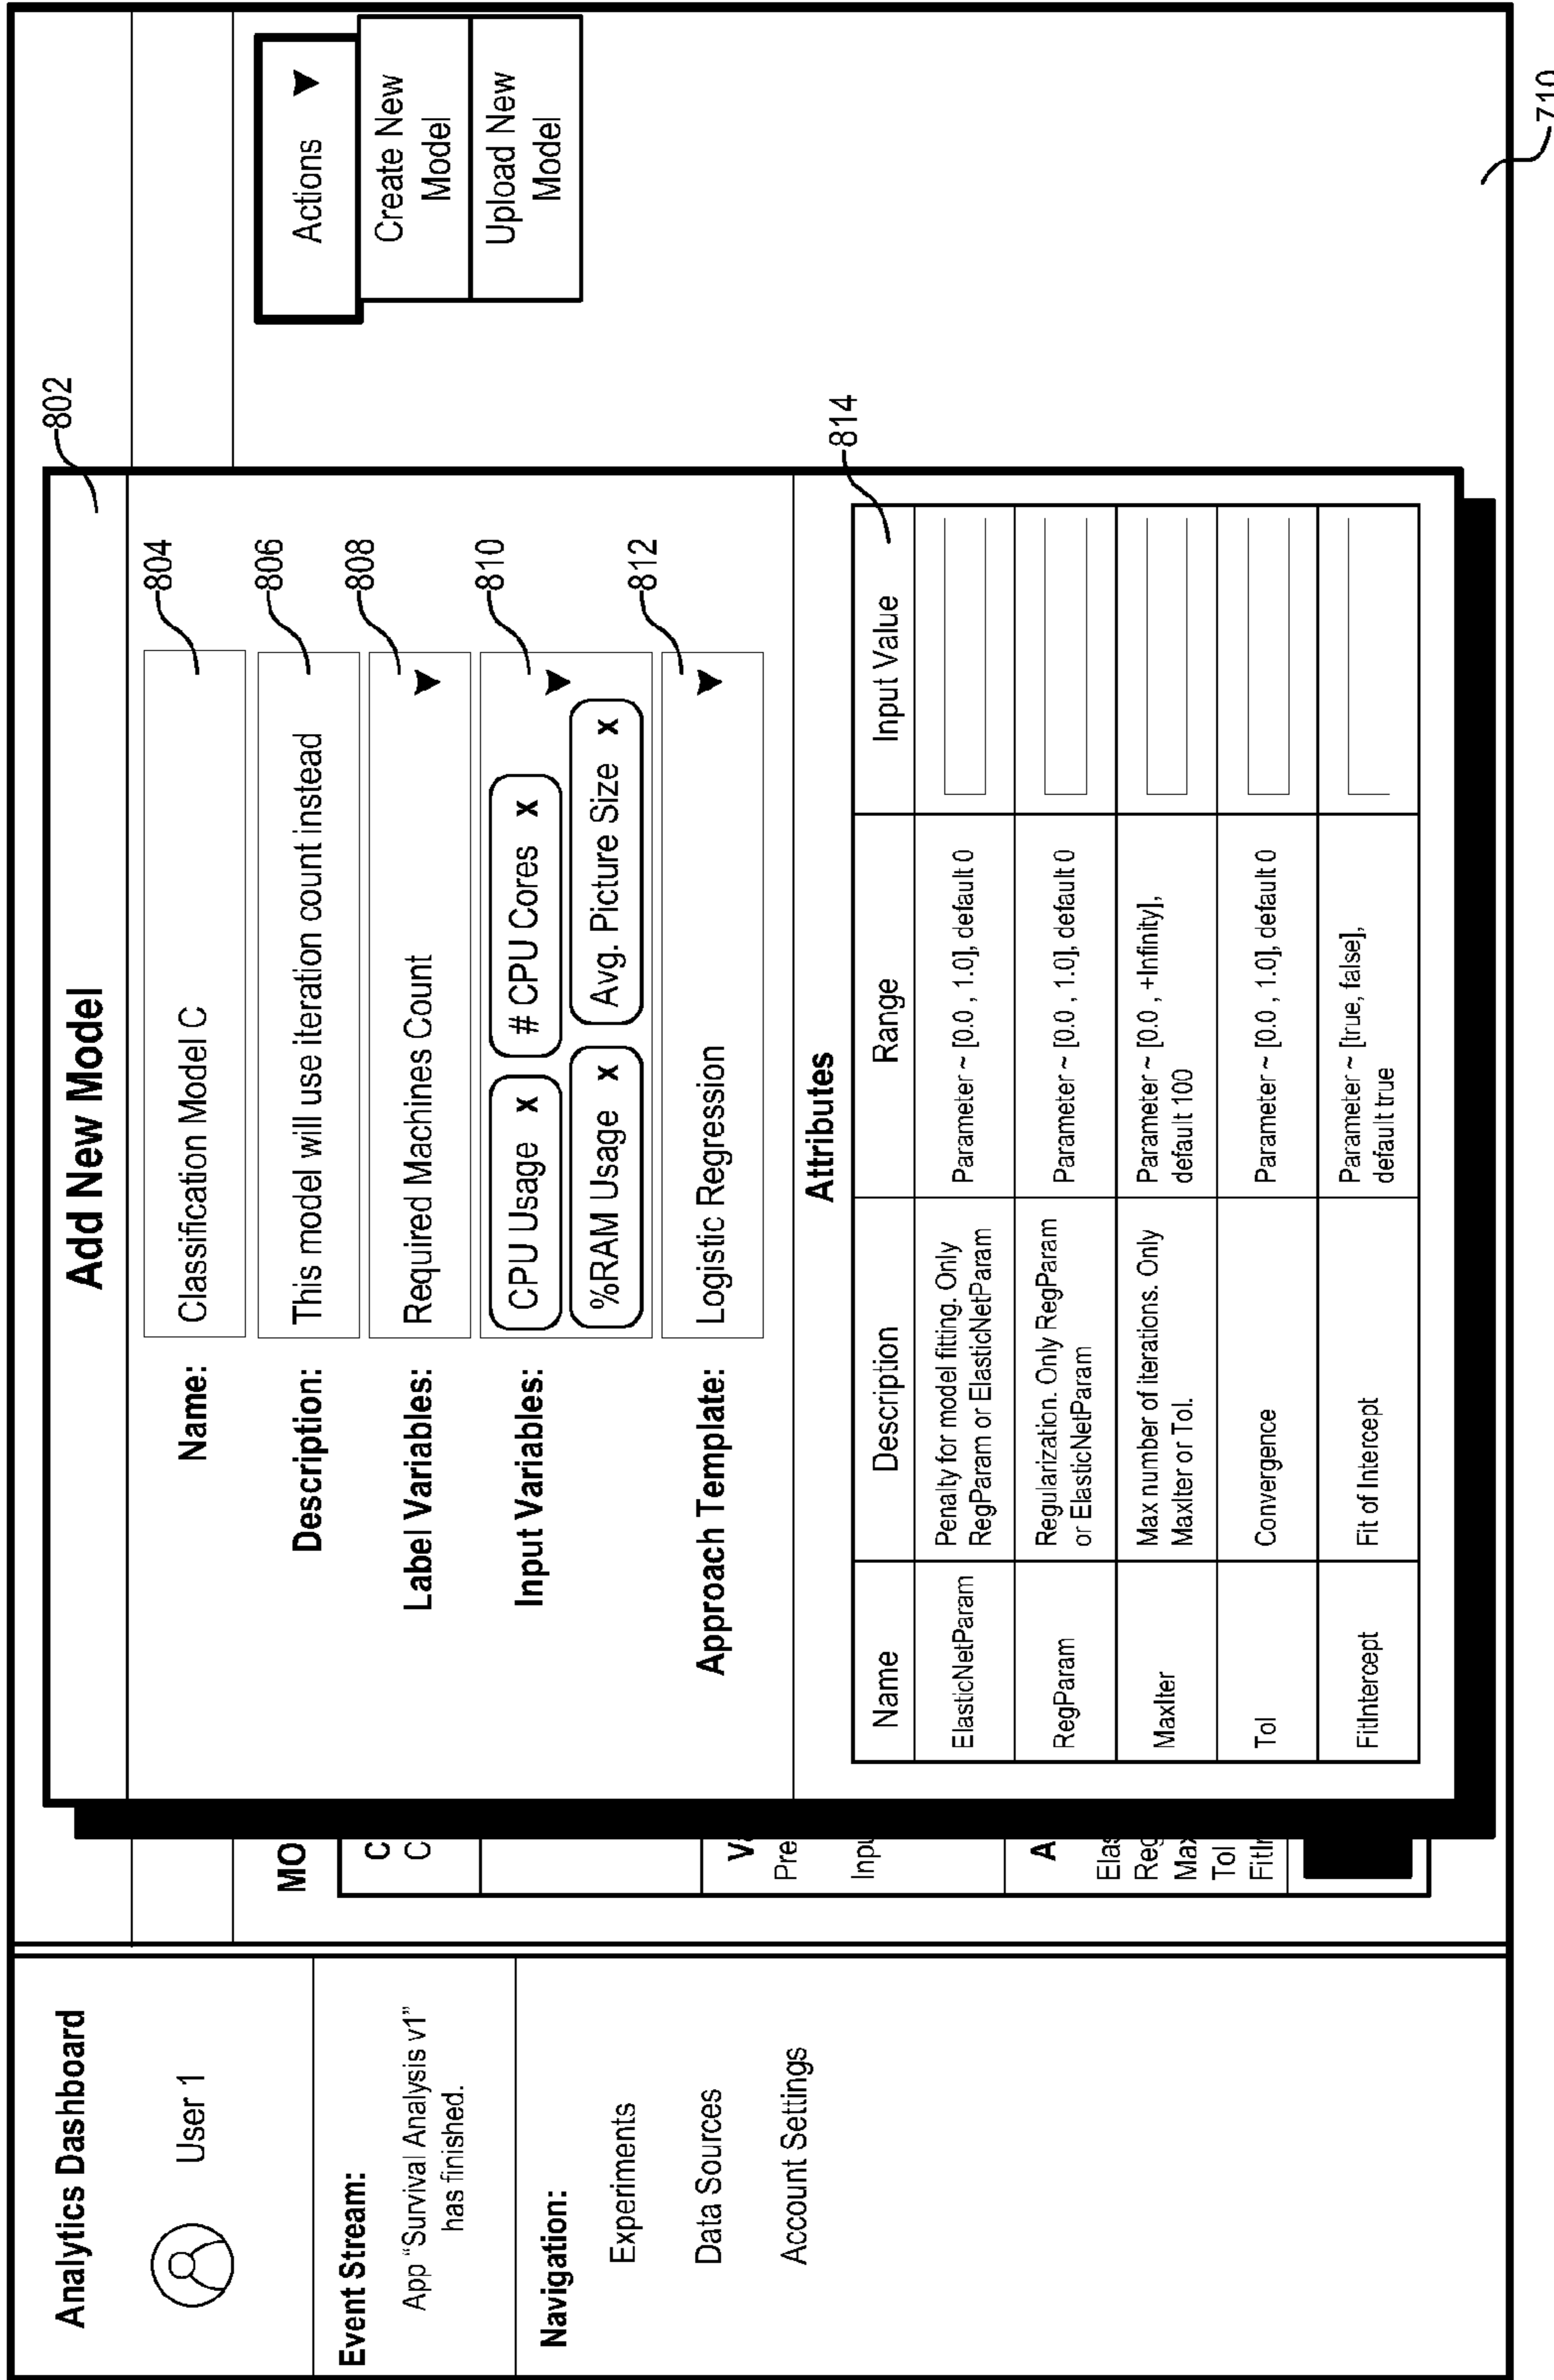 Analytics Dashboard
User 1
Event Stream:
App “Survival Analysis v1”
has finished.
Navigation:
Experiments
Data Sources
Account Settings
MO
C
C
V
Pre
Inpu
A
Elas
Reg
Max
Tol
FitIn
Actions
Create New
Model
Upload New
Model
802
Add New Model
Name: Classification Model C
804
Description: This model will use iteration count instead
806
Label Variables: Required Machines Count
808
Input Variables: CPU Usage x # CPU Cores x
%RAM Usage x Avg. Picture Size x
810
Approach Template: Logistic Regression
812
Attributes
814
Name Description Range Input Value
ElasticNetParam
Penalty for model fitting. Only
RegParam or ElasticNetParam
Parameter ~ [0.0 , 1.0], default 0
RegParam
Regularization. Only RegParam
or ElasticNetParam
Parameter ~ [0.0 , 1.0], default 0
MaxIter
Max number of iterations. Only
MaxIter or Tol.
Parameter ~ [0.0 , +Infinity],
default 100
Tol
Convergence
Parameter ~ [0.0 , 1.0], default 0
FitIntercept
Fit of Intercept
Parameter ~ [true, false],
default true
710